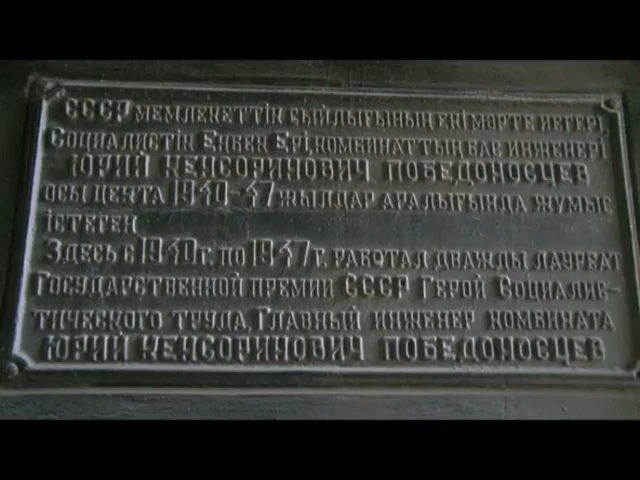 СССР МЕМЛЕКЕТТІК СЫЙЛЫҒЫНЫҢ ЕКІ МӘРТЕ ИЕГЕРІ,
СОЦИАЛИСТІК ЕҢБЕК ЕРІ, КОМБИНАТТЫҢ БАС ИНЖЕНЕРІ
ЮРИЙ КЕНСОРИНОВИЧ ПОБЕДОНОСЦЕВ
ОСЫ ЦЕХТА 1940-47 ЖЫЛДАР АРАЛЫҒЫНДА ЖҰМЫС
ІСТЕГЕН
ЗДЕСЬ С 1940 Г. ПО 1947 Г. РАБОТАЛ ДВАЖДЫ ЛАУРЕАТ
ГОСУДАРСТВЕННОЙ ПРЕМИИ СССР ГЕРОЙ СОЦИАЛИС-
ТИЧЕСКОГО ТРУДА, ГЛАВНЫЙ ИНЖЕНЕР КОМБИНАТА
ЮРИЙ КЕНСОРИНОВИЧ ПОБЕДОНОСЦЕВ